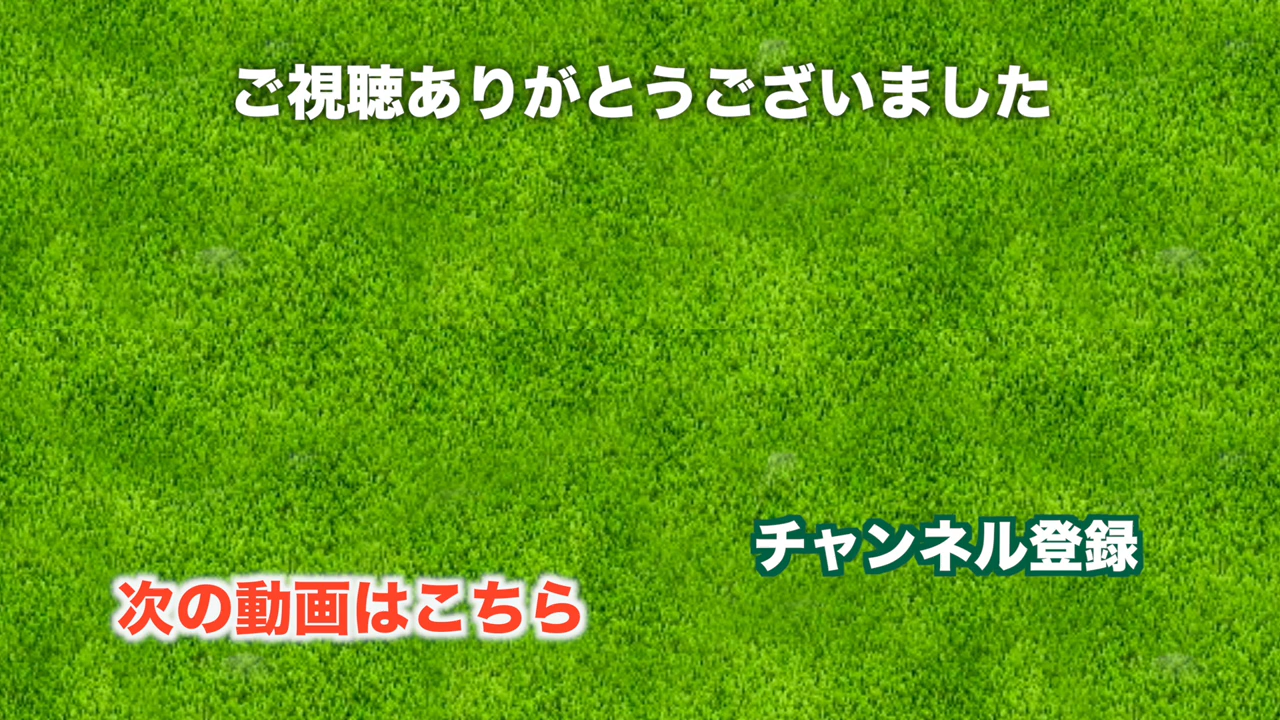 ご視聴ありがとうございました
チャンネル登録
次の動画はこちら